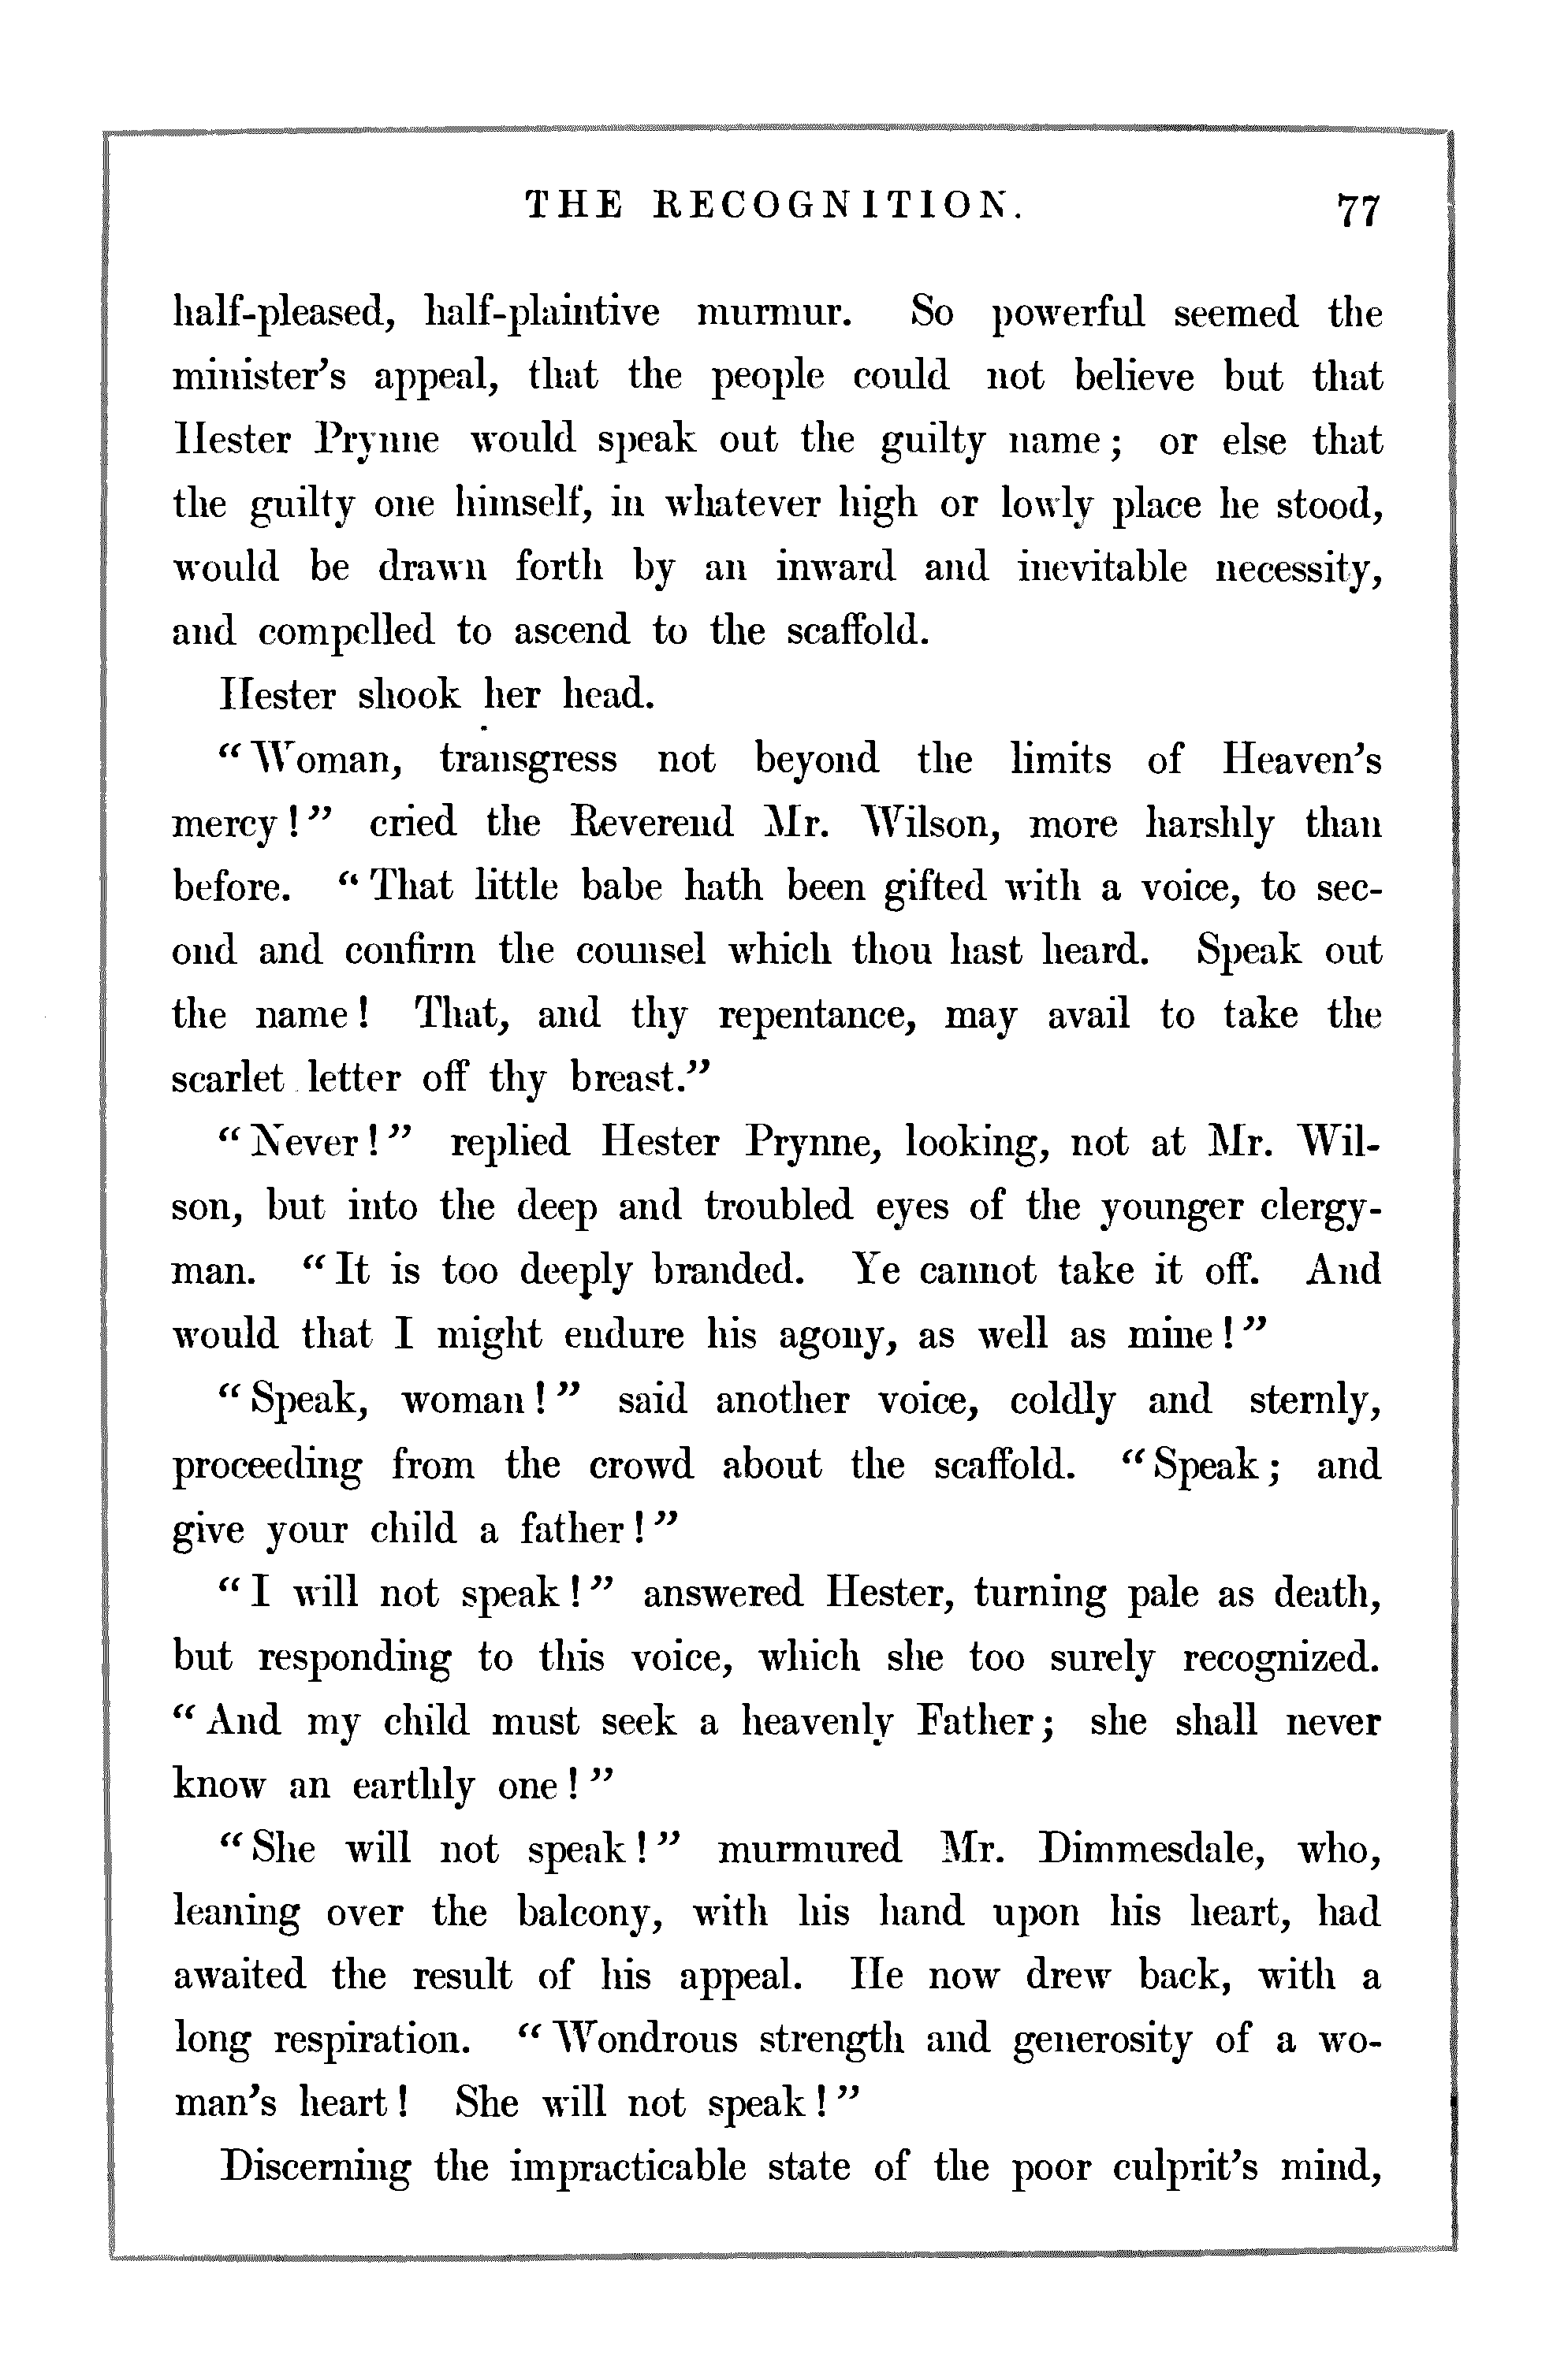 THE RECOGNITION. 77
half-pleased, half-plaintive murmur. So powerful seemed the
minister's appeal, that the people could not believe but that
Hester Prynne would speak out the guilty name; or else that
the guilty one himself, in whatever high or lowly place he stood,
would be drawn forth by an inward and inevitable necessity,
and compelled to ascend to the scaffold.
Hester shook her head.
“Woman, transgress not beyond the limits of Heaven's
mercy!” cried the Reverend Mr. Wilson, more harshly than
before. “That little babe hath been gifted with a voice, to sec-
ond and confirm the counsel which thou hast heard. Speak out
the name! That, and thy repentance, may avail to take the
scarlet letter off thy breast.”
“Never!” replied Hester Prynne, looking, not at Mr. Wil-
son, but into the deep and troubled eyes of the younger clergy-
man. “It is too deeply branded. Ye cannot take it off. And
would that I might endure his agony, as well as mine!”
“Speak, woman!” said another voice, coldly and sternly,
proceeding from the crowd about the scaffold. “Speak; and
give your child a father!”
“I will not speak!” answered Hester, turning pale as death,
but responding to this voice, which she too surely recognized.
“And my child must seek a heavenly Father; she shall never
know an earthly one!”
“She will not speak!” murmured Mr. Dimmesdale, who,
leaning over the balcony, with his hand upon his heart, had
awaited the result of his appeal. He now drew back, with a
long respiration. “Wondrous strength and generosity of a wo-
man's heart! She will not speak!”
Discerning the impracticable state of the poor culprit's mind,